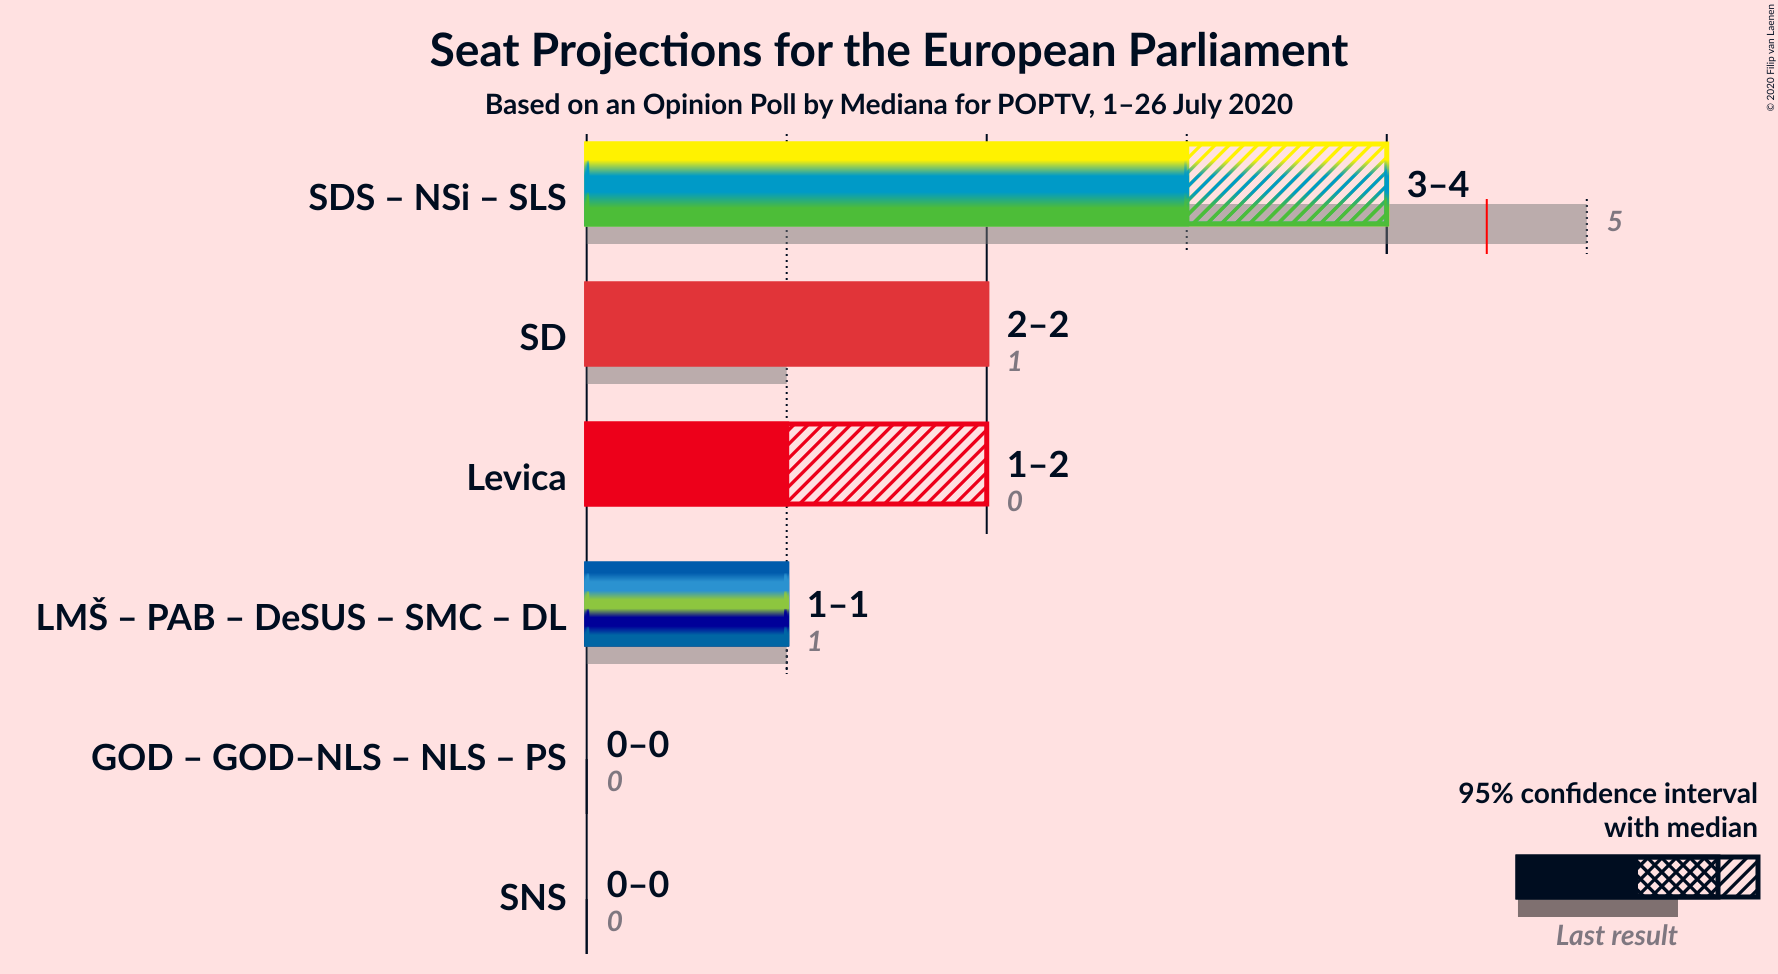 Seat Projections for the European Parliament
Based on an Opinion Poll by Mediana for POPTV, 1–26 July 2020
© 2020 Filip van Laenen
SDS – NSi – SLS
3–4
5
SD
2–2
1
Levica
1–2
0
LMŠ – PAB – DeSUS – SMC – DL
1–1
1
GOD – GOD–NLS – NLS – PS
0–0
0
SNS
0–0
0
95% confidence interval
with median
Last result